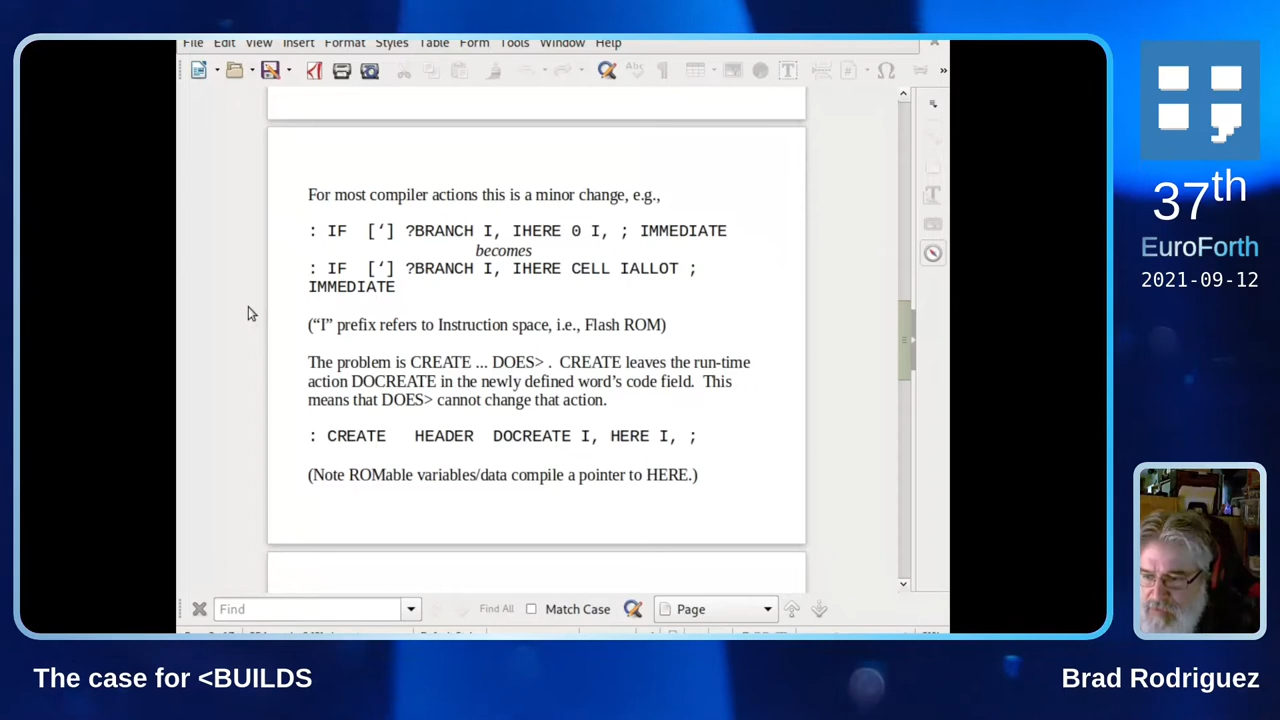 File Edit View Insert Format Styles Table Form Tools Window Help
For most compiler actions this is a minor change, e.g.,
: IF [‘] ?BRANCH I, IHERE 0 I, ; IMMEDIATE
becomes
: IF [‘] ?BRANCH I, IHERE CELL IALLOT ;
IMMEDIATE
(“I” prefix refers to Instruction space, i.e., Flash ROM)
The problem is CREATE ... DOES> . CREATE leaves the run-time
action DOCREATE in the newly defined word’s code field. This
means that DOES> cannot change that action.
: CREATE HEADER DOCREATE I, HERE I, ;
(Note ROMable variables/data compile a pointer to HERE.)
Find Find All Match Case Page
37th
EuroForth
2021-09-12
The case for <BUILDS
Brad Rodriguez